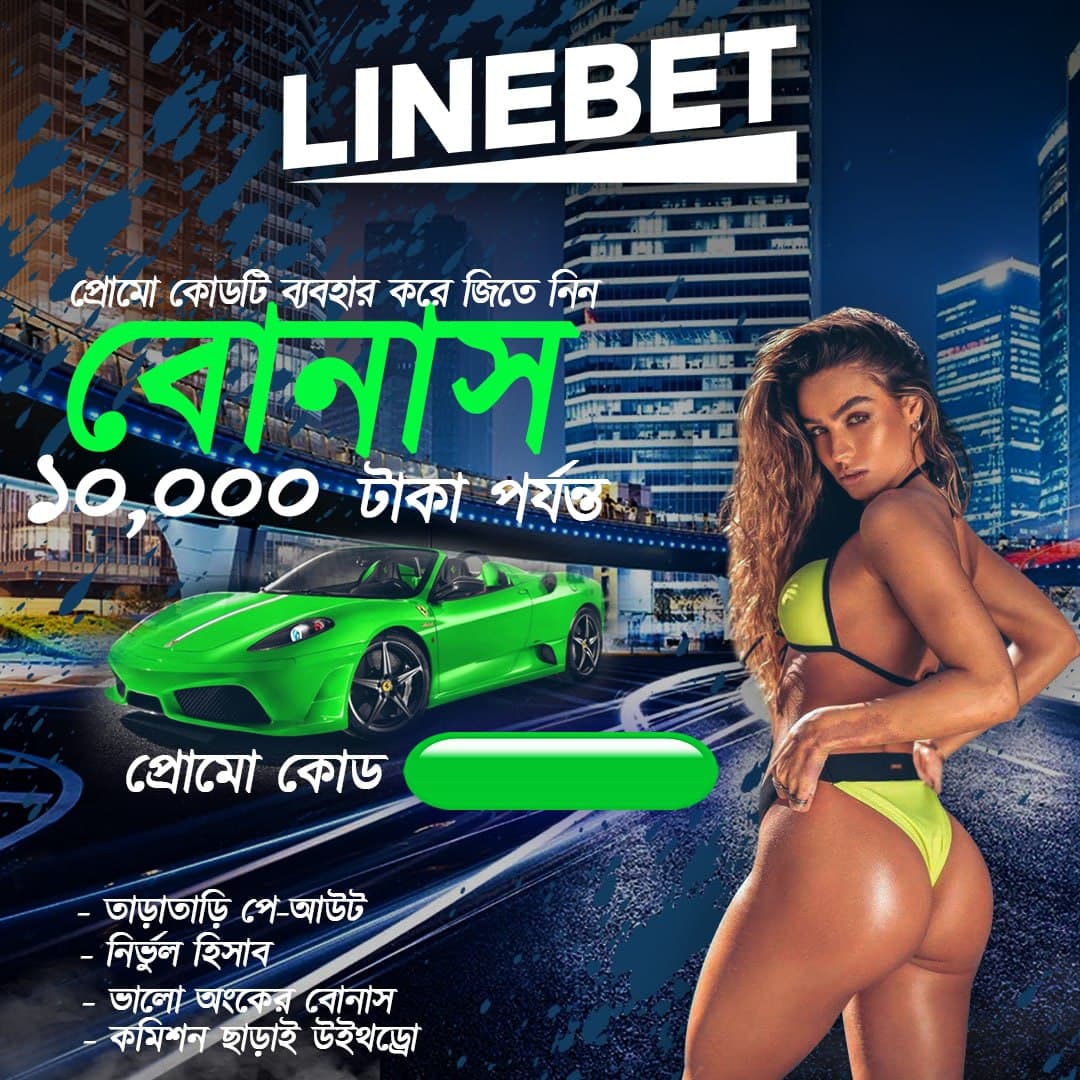 LINEBET
প্রোমো কোডটি ব্যবহার করে জিতে নিন
বোনাস
১০,০০০ টাকা পর্যন্ত
প্রোমো কোড
- তাড়াতাড়ি পে-আউট
- নির্ভুল হিসাব
- ভালো অংকের বোনাস
- কমিশন ছাড়াই উইথড্রো